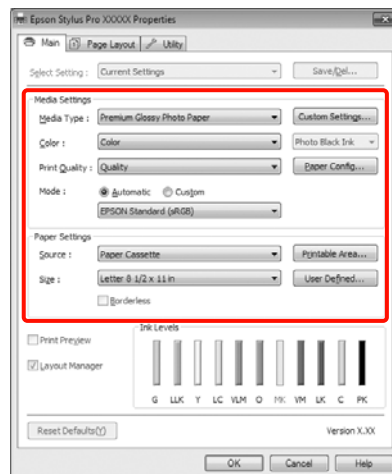 Epson Stylus Pro XXXXX Properties
Main Page Layout Utility
Select Setting : Current Settings Save/Del...
Media Settings
Media Type : Premium Glossy Photo Paper Custom Settings...
Color : Color Photo Black Ink
Print Quality : Quality Paper Config...
Mode : Automatic Custom
EPSON Standard (sRGB)
Paper Settings
Source : Paper Cassette Printable Area...
Size : Letter 8 1/2 x 11 in User Defined...
Borderless
Print Preview
Layout Manager
Ink Levels
G LLK Y LC VLM O MK VM LK C PK
Reset Defaults(Y) Version X.XX
OK Cancel Help